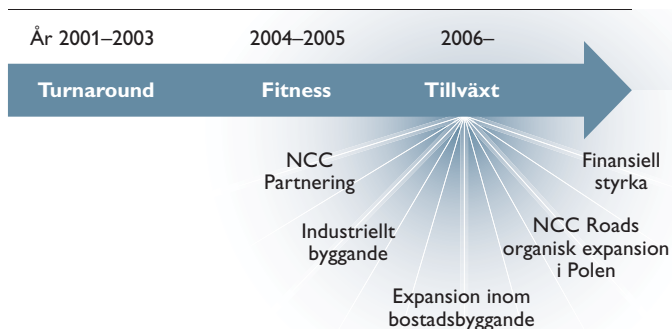 År 2001–2003
2004–2005
2006–
Turnaround
Fitness
Tillväxt
NCC
Partnering
Industriellt
byggande
Expansion inom
bostadsbyggande
NCC Roads
organisk expansion
i Polen
Finansiell
styrka